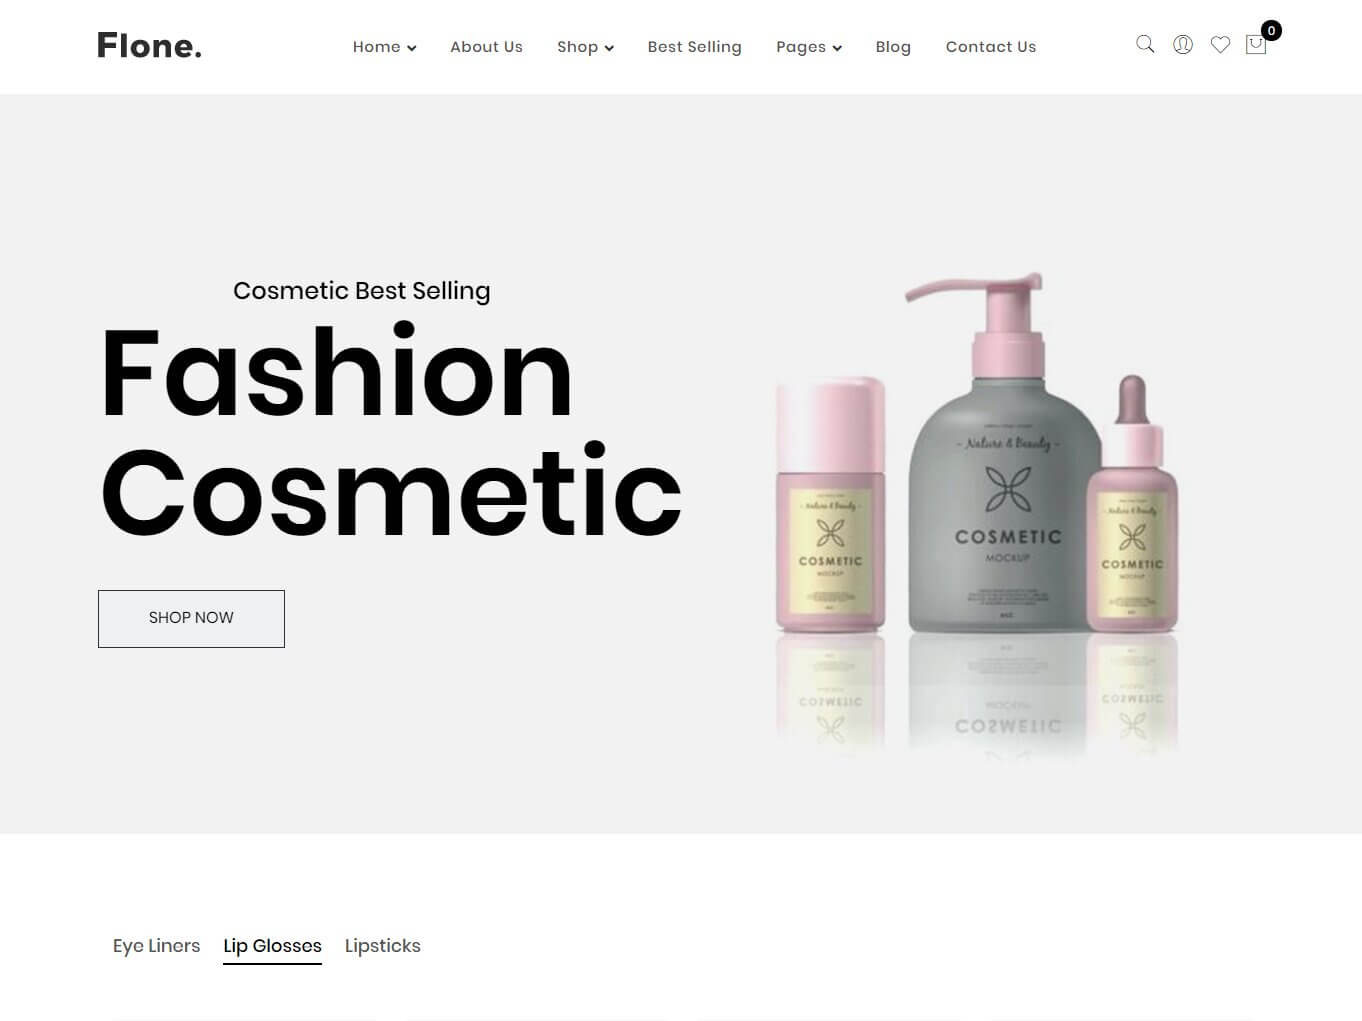 Flone.
Home
About Us
Shop
Best Selling
Pages
Blog
Contact Us
0
Cosmetic Best Selling
Fashion
Cosmetic
SHOP NOW
- Nature & Beauty -
COSMETIC
MOCKUP
- Nature & Beauty -
COSMETIC
MOCKUP
- Nature & Beauty -
COSMETIC
MOCKUP
Eye Liners
Lip Glosses
Lipsticks